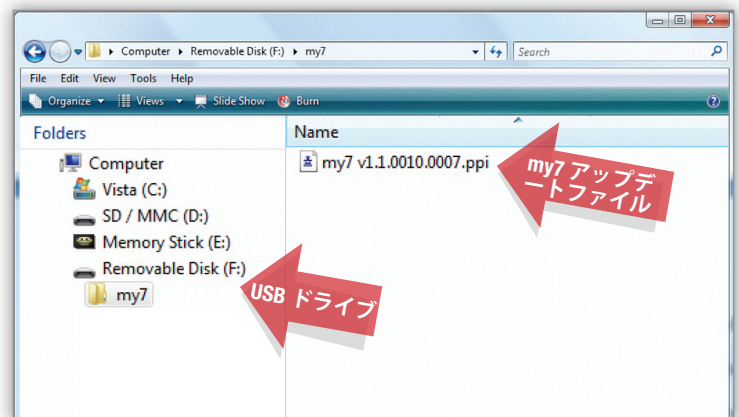 Computer ▸ Removable Disk (F:) ▸ my7
Search
File Edit View Tools Help
Organize Views Slide Show Burn
Folders
Name
Computer
my7 v1.1.0010.0007.ppi
my7 アップデ
ートファイル
Vista (C:)
SD / MMC (D:)
Memory Stick (E:)
Removable Disk (F:)
my7
USB ドライブ